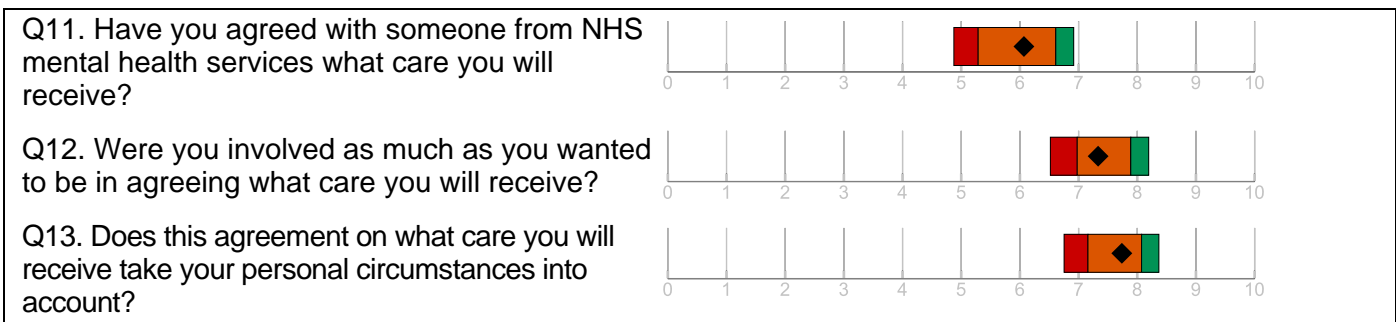 Q11. Have you agreed with someone from NHS
mental health services what care you will
receive?
0 1 2 3 4 5 6 7 8 9 10
Q12. Were you involved as much as you wanted
to be in agreeing what care you will receive?
0 1 2 3 4 5 6 7 8 9 10
Q13. Does this agreement on what care you will
receive take your personal circumstances into
account?
0 1 2 3 4 5 6 7 8 9 10